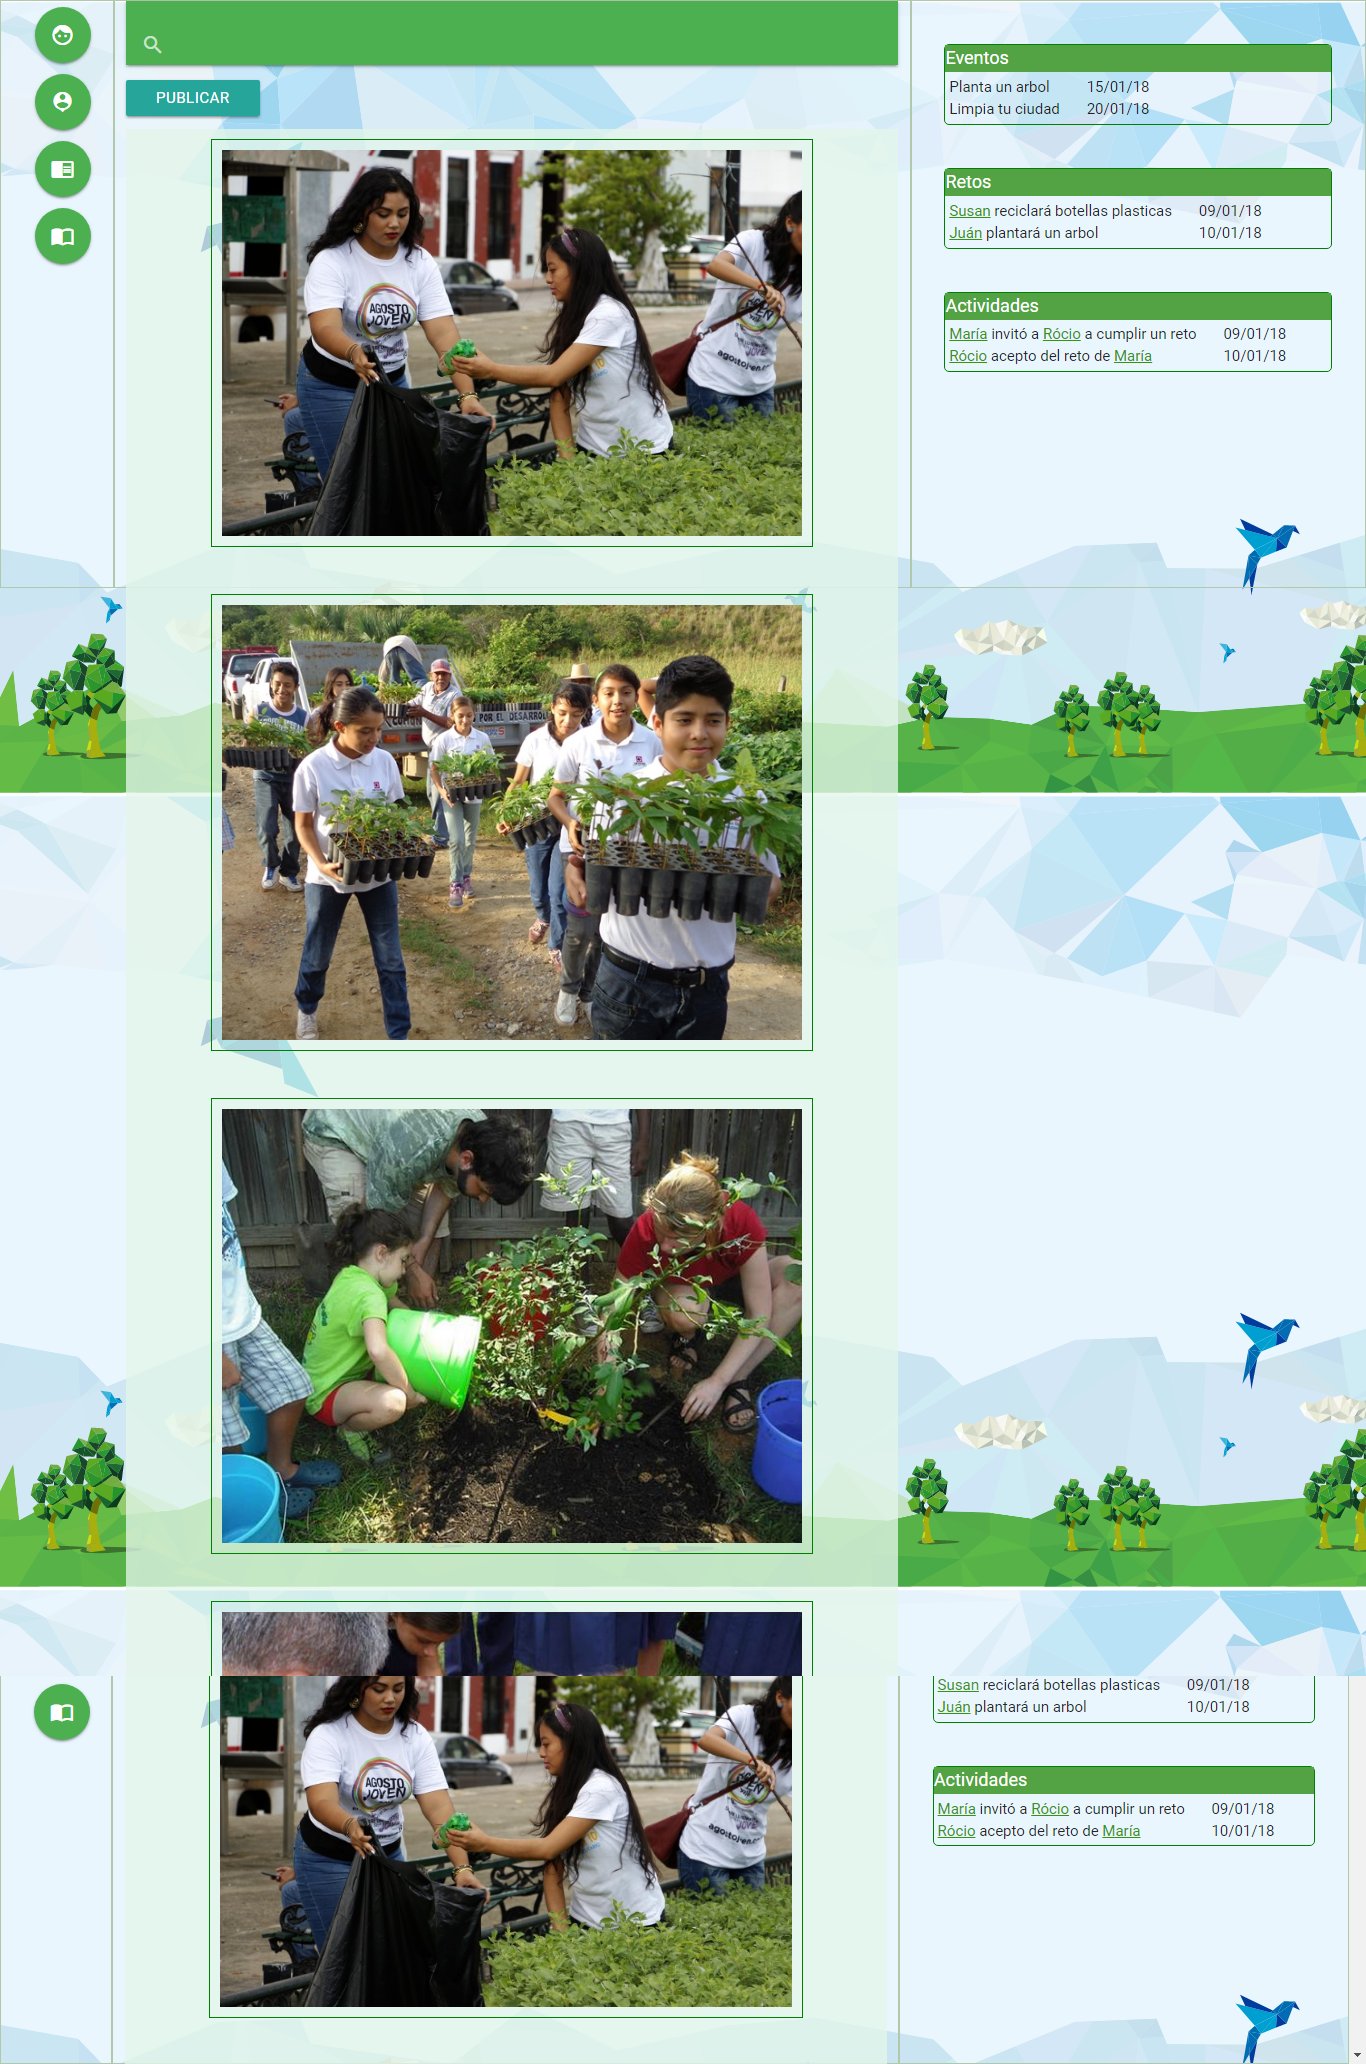 PUBLICAR
Eventos
Planta un arbol 15/01/18
Limpia tu ciudad 20/01/18
Retos
Susan reciclará botellas plasticas 09/01/18
Juán plantará un arbol 10/01/18
Actividades
María invitó a Rócio a cumplir un reto 09/01/18
Rócio acepto del reto de María 10/01/18
AGOSTO
JOVEN
agostojoven.co
POR EL DESARROL
Susan reciclará botellas plasticas 09/01/18
Juán plantará un arbol 10/01/18
AGOSTO
JOVEN
Actividades
María invitó a Rócio a cumplir un reto 09/01/18
Rócio acepto del reto de María 10/01/18